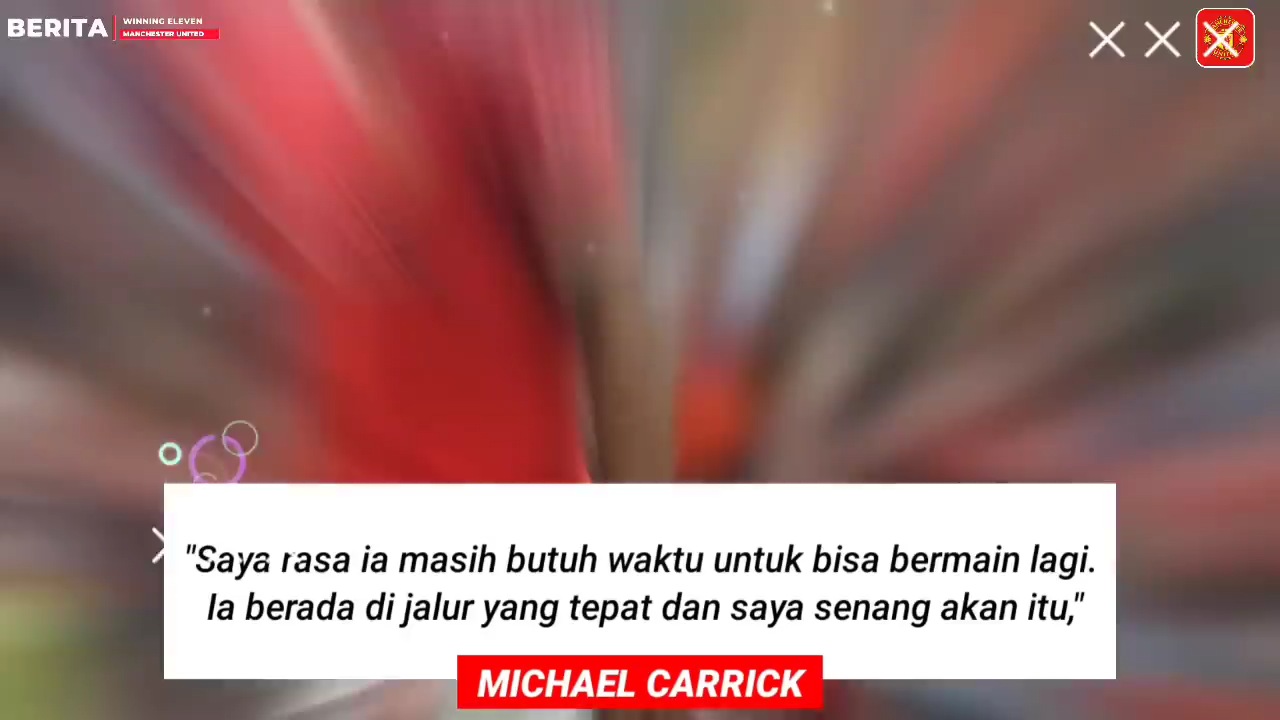 BERITA
WINNING ELEVEN
MANCHESTER UNITED
"Saya rasa ia masih butuh waktu untuk bisa bermain lagi.
Ia berada di jalur yang tepat dan saya senang akan itu,"
MICHAEL CARRICK